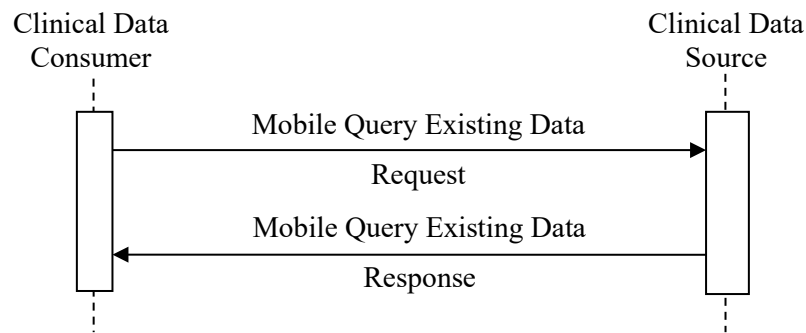 Clinical Data
Consumer
Clinical Data
Source
Mobile Query Existing Data
Request
Mobile Query Existing Data
Response